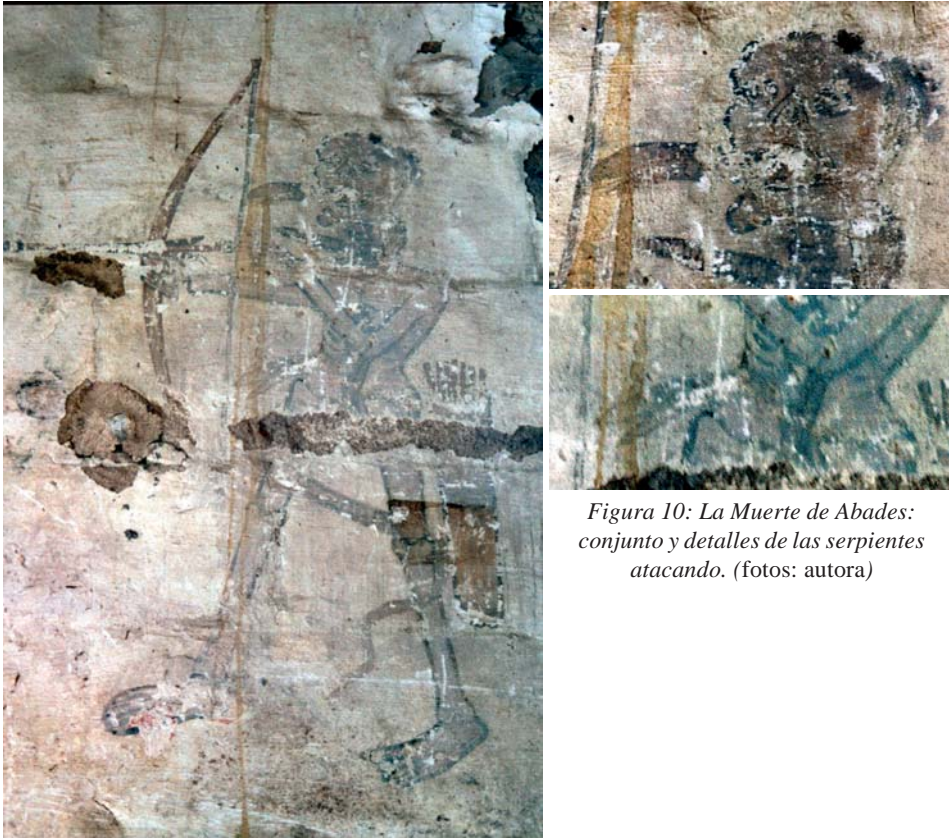 Figura 10: La Muerte de Abades:
conjunto y detalles de las serpientes
atacando. (fotos: autora)